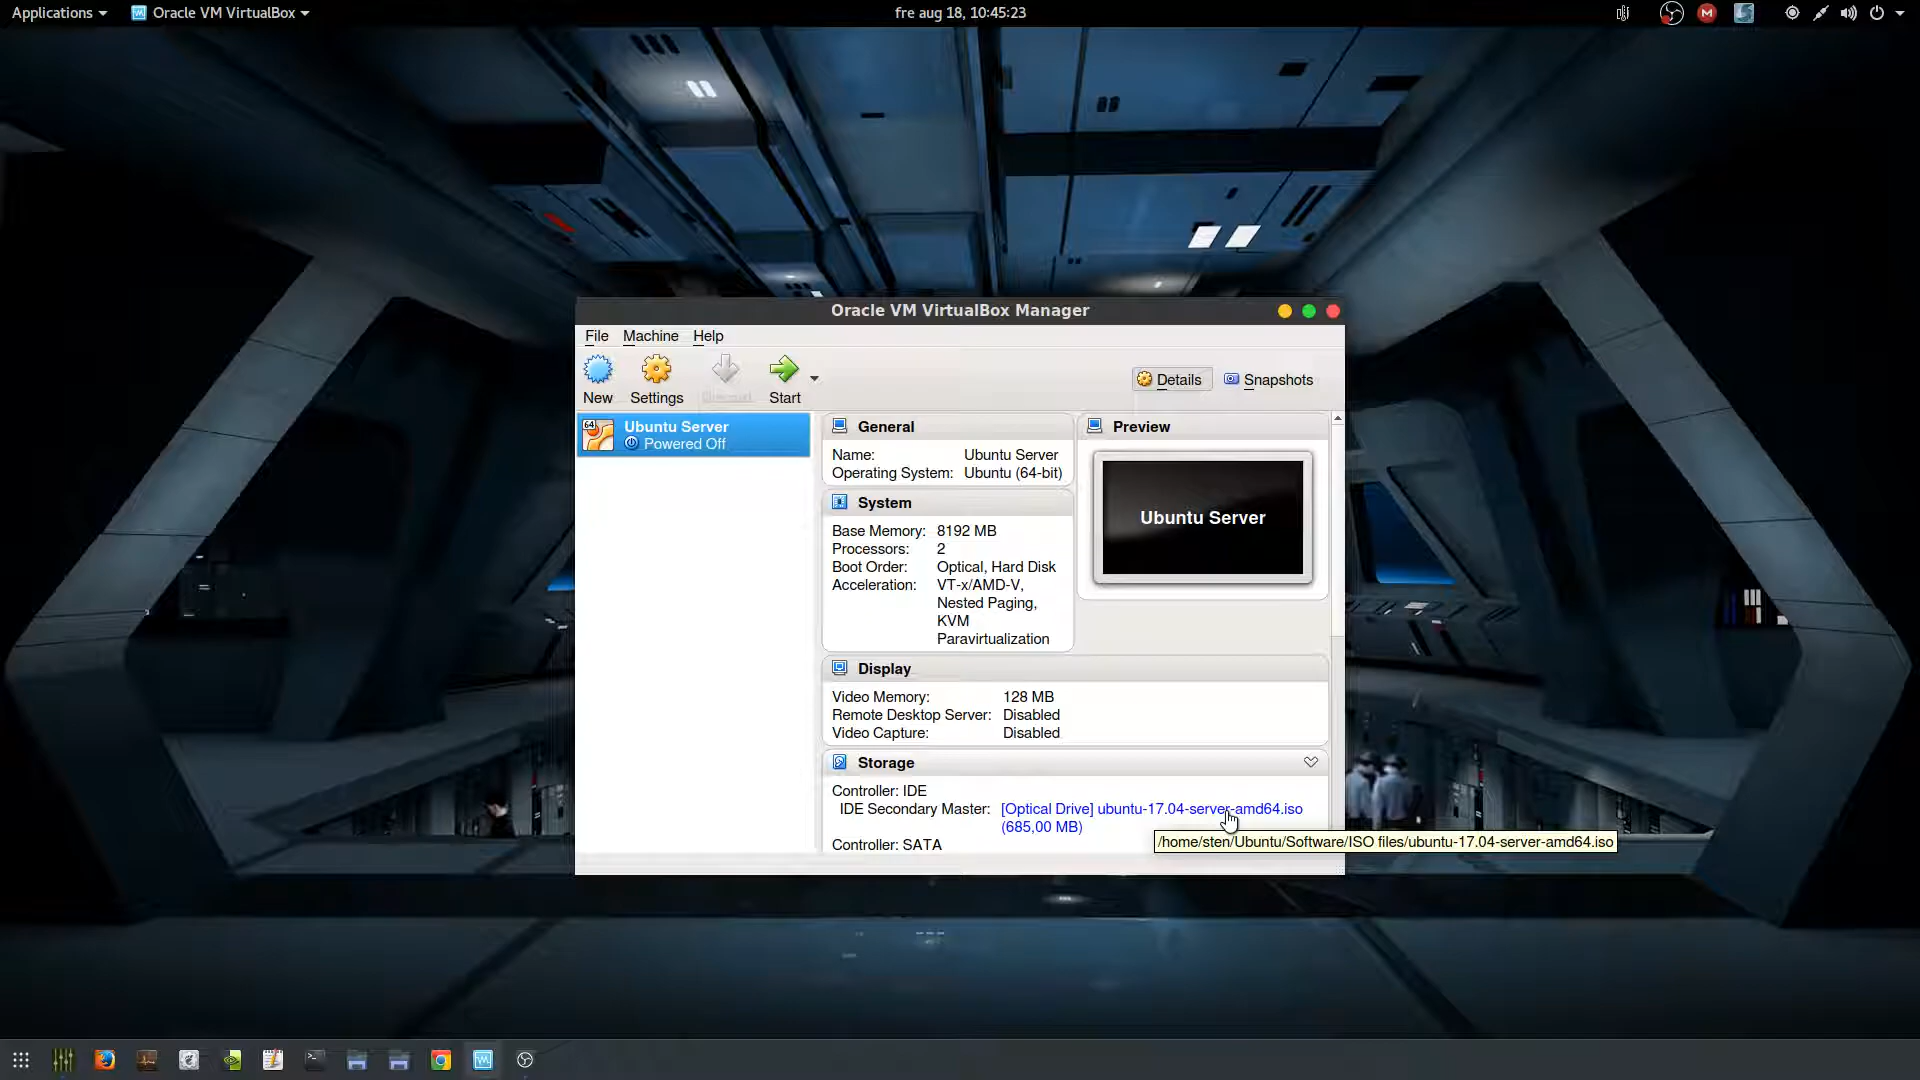 Applications
Oracle VM VirtualBox
fre aug 18, 10:45:23
Oracle VM VirtualBox Manager
File Machine Help
New
Settings
Start
Details
Snapshots
64
Ubuntu Server
Powered Off
General
Name: Ubuntu Server
Operating System: Ubuntu (64-bit)
System
Base Memory: 8192 MB
Processors: 2
Boot Order: Optical, Hard Disk
Acceleration: VT-x/AMD-V,
Nested Paging,
KVM
Paravirtualization
Preview
Ubuntu Server
Display
Video Memory: 128 MB
Remote Desktop Server: Disabled
Video Capture: Disabled
Storage
Controller: IDE
IDE Secondary Master: [Optical Drive] ubuntu-17.04-server-amd64.iso
(685,00 MB)
Controller: SATA
/home/sten/Ubuntu/Software/ISO files/ubuntu-17.04-server-amd64.iso